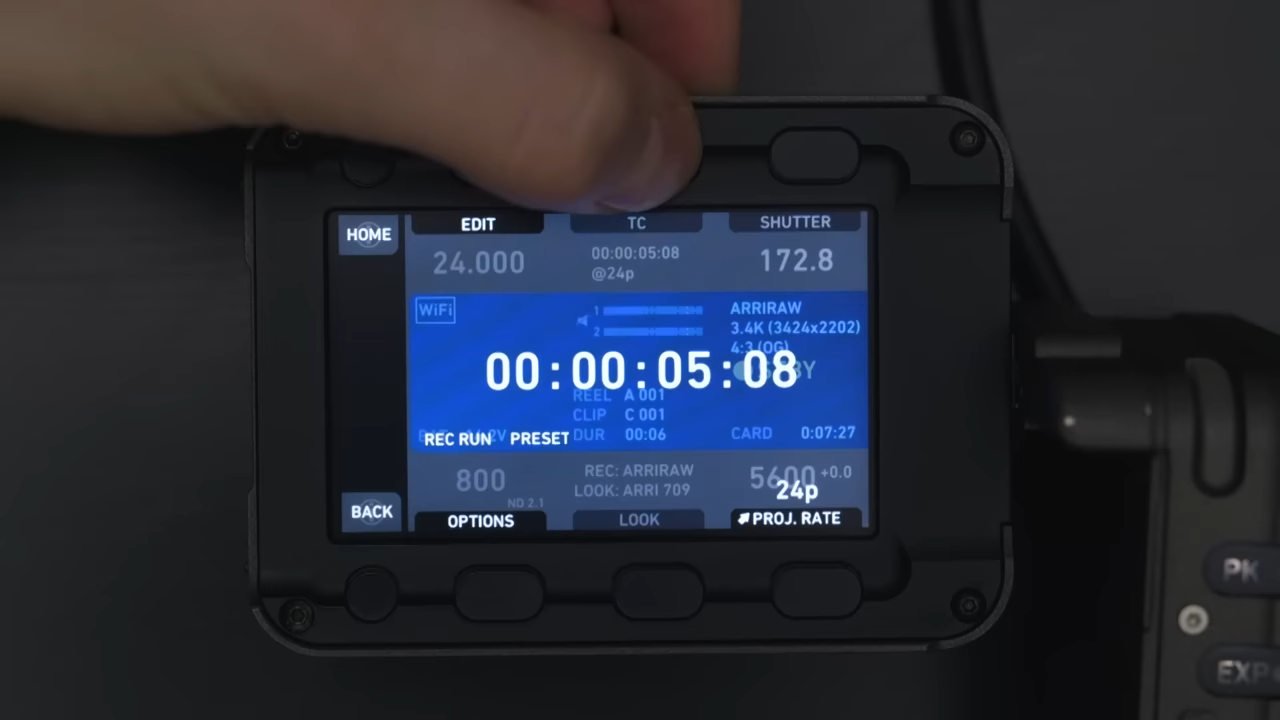 HOME
EDIT
TC
SHUTTER
24.000
00:00:05:08
@24p
172.8
WiFi
1
2
ARRIRAW
3.4K (3424x2202)
4:3 (OG)
00:00:05:08
REEL A 001
CLIP C 001
DUR 00:06
REC RUN PRESET
CARD 0:07:27
800
ND 2.1
REC: ARRIRAW
LOOK: ARRI 709
5600 +0.0
24p
BACK
OPTIONS
LOOK
PROJ. RATE
PK
EXP